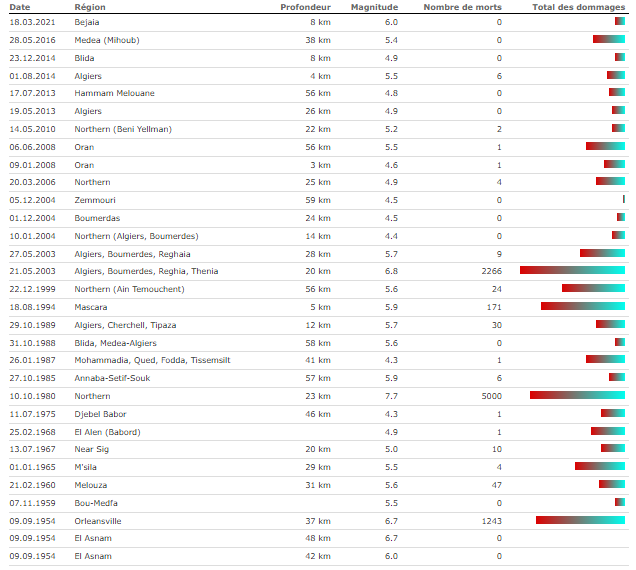 Date Région Profondeur Magnitude Nombre de morts Total des dommages
18.03.2021 Bejaia 8 km 6.0 0
28.05.2016 Medea (Mihoub) 38 km 5.4 0
23.12.2014 Blida 8 km 4.9 0
01.08.2014 Algiers 4 km 5.5 6
17.07.2013 Hammam Melouane 56 km 4.8 0
19.05.2013 Algiers 26 km 4.9 0
14.05.2010 Northern (Beni Yellman) 22 km 5.2 2
06.06.2008 Oran 56 km 5.5 1
09.01.2008 Oran 3 km 4.6 1
20.03.2006 Northern 25 km 4.9 4
05.12.2004 Zemmouri 59 km 4.5 0
01.12.2004 Boumerdas 24 km 4.5 0
10.01.2004 Northern (Algiers, Boumerdes) 14 km 4.4 0
27.05.2003 Algiers, Boumerdes, Reghaia 28 km 5.7 9
21.05.2003 Algiers, Boumerdes, Reghia, Thenia 20 km 6.8 2266
22.12.1999 Northern (Ain Temouchent) 56 km 5.6 24
18.08.1994 Mascara 5 km 5.9 171
29.10.1989 Algiers, Cherchell, Tipaza 12 km 5.7 30
31.10.1988 Blida, Medea-Algiers 58 km 5.6 0
26.01.1987 Mohammadia, Qued, Fodda, Tissemsilt 41 km 4.3 1
27.10.1985 Annaba-Setif-Souk 57 km 5.9 6
10.10.1980 Northern 23 km 7.7 5000
11.07.1975 Djebel Babor 46 km 4.3 1
25.02.1968 El Alen (Babord) 4.9 1
13.07.1967 Near Sig 20 km 5.0 10
01.01.1965 M'sila 29 km 5.5 4
21.02.1960 Melouza 31 km 5.6 47
07.11.1959 Bou-Medfa 5.5 0
09.09.1954 Orleansville 37 km 6.7 1243
09.09.1954 El Asnam 48 km 6.7 0
09.09.1954 El Asnam 42 km 6.0 0